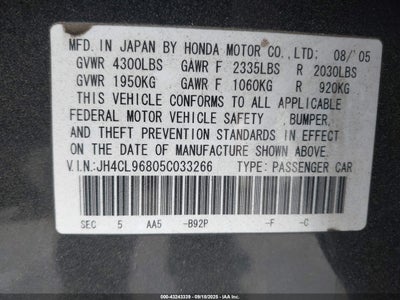 MFD. IN JAPAN BY HONDA MOTOR CO., LTD. 08/'05
GVWR 4300LBS GAWR F 2335LBS R 2030LBS
GVWR 1950KG GAWR F 1060KG R 920KG
THIS VEHICLE CONFORMS TO ALL APPLICABLE
FEDERAL MOTOR VEHICLE SAFETY, BUMPER,
AND THEFT PREVENTION STANDARDS IN EFFECT
ON THE DATE OF MANUFACTURE SHOWN ABOVE.
V.I.N.: JH4CL96805C033266 TYPE: PASSENGER CAR
SEC 5 AA5 -B92P -F -C
000-43243339 - 09/18/2025 - IAAI.COM